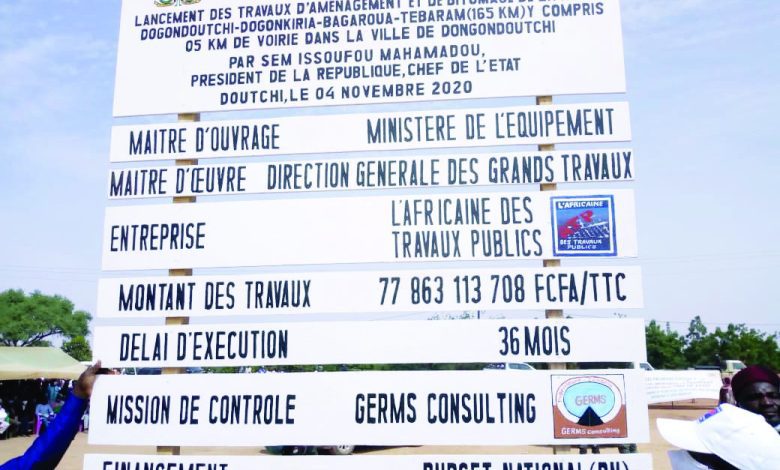 LANCEMENT DES TRAVAUX D'AMENAGEMENT ET DE BITUMAGE DE
DOGONDOUTCHI-DOGONKIRIA-BAGAROUA-TEBARAM(165 KM)Y COMPRIS
05 KM DE VOIRIE DANS LA VILLE DE DONGONDOUTCHI
PAR SEM ISSOUFOU MAHAMADOU,
PRESIDENT DE LA REPUBLIQUE,CHEF DE L'ETAT
DOUTCHI,LE 04 NOVEMBRE 2020
MAITRE D'OUVRAGE MINISTERE DE L'EQUIPEMENT
MAITRE D'ŒUVRE DIRECTION GENERALE DES GRANDS TRAVAUX
ENTREPRISE L'AFRICAINE DES
TRAVAUX PUBLICS
L'AFRICAINE
DES TRAVAUX
PUBLICS
MONTANT DES TRAVAUX 77 863 113 708 FCFA/TTC
DELAI D'EXECUTION 36 MOIS
MISSION DE CONTROLE GERMS CONSULTING
GERMS
GERMS Consulting
FINANCEMENT BUDGET NATIONAL